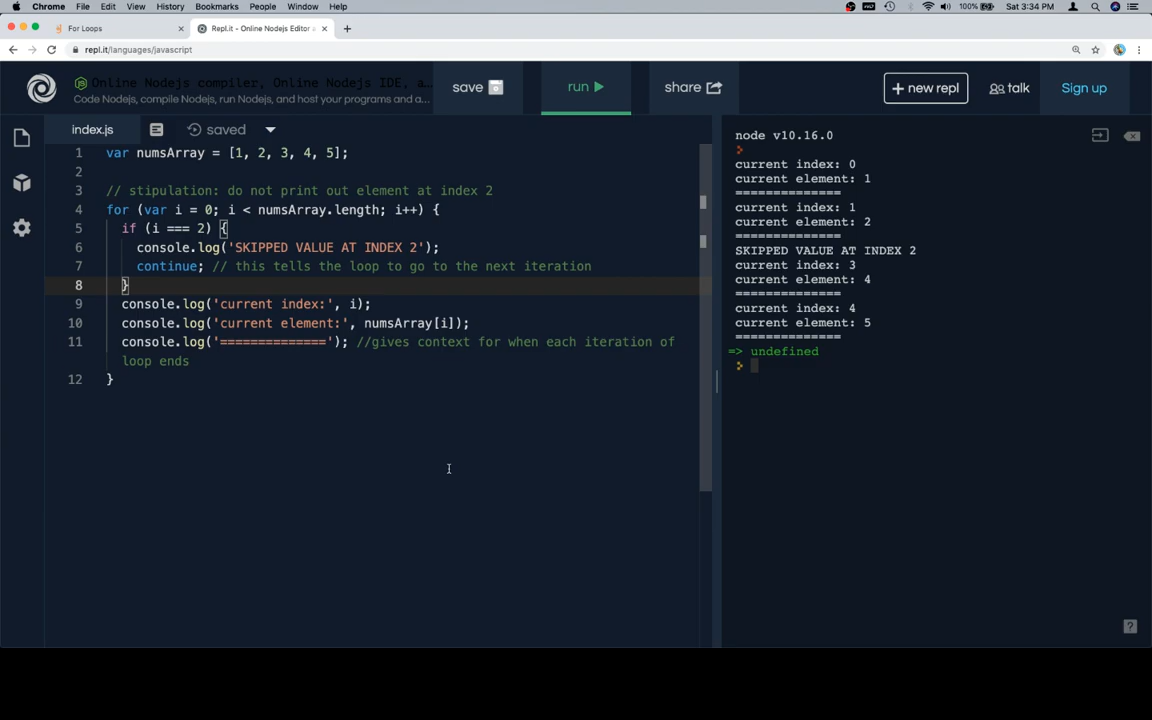 Chrome File Edit View History Bookmarks People Window Help 100% Sat 3:34 PM
For Loops
Repl.it - Online Nodejs Editor
repl.it/languages/javascript
Online Nodejs compiler, Online Nodejs IDE, a...
Code Nodejs, compile Nodejs, run Nodejs, and host your programs and a...
save
run
share
+ new repl
talk
Sign up
index.js
saved
1 var numsArray = [1, 2, 3, 4, 5];
2
3 // stipulation: do not print out element at index 2
4 for (var i = 0; i < numsArray.length; i++) {
5 if (i === 2) {
6 console.log('SKIPPED VALUE AT INDEX 2');
7 continue; // this tells the loop to go to the next iteration
8 }
9 console.log('current index:', i);
10 console.log('current element:', numsArray[i]);
11 console.log('=============='); //gives context for when each iteration of
loop ends
12 }
node v10.16.0
current index: 0
current element: 1
==============
current index: 1
current element: 2
==============
SKIPPED VALUE AT INDEX 2
current index: 3
current element: 4
==============
current index: 4
current element: 5
==============
=> undefined
?